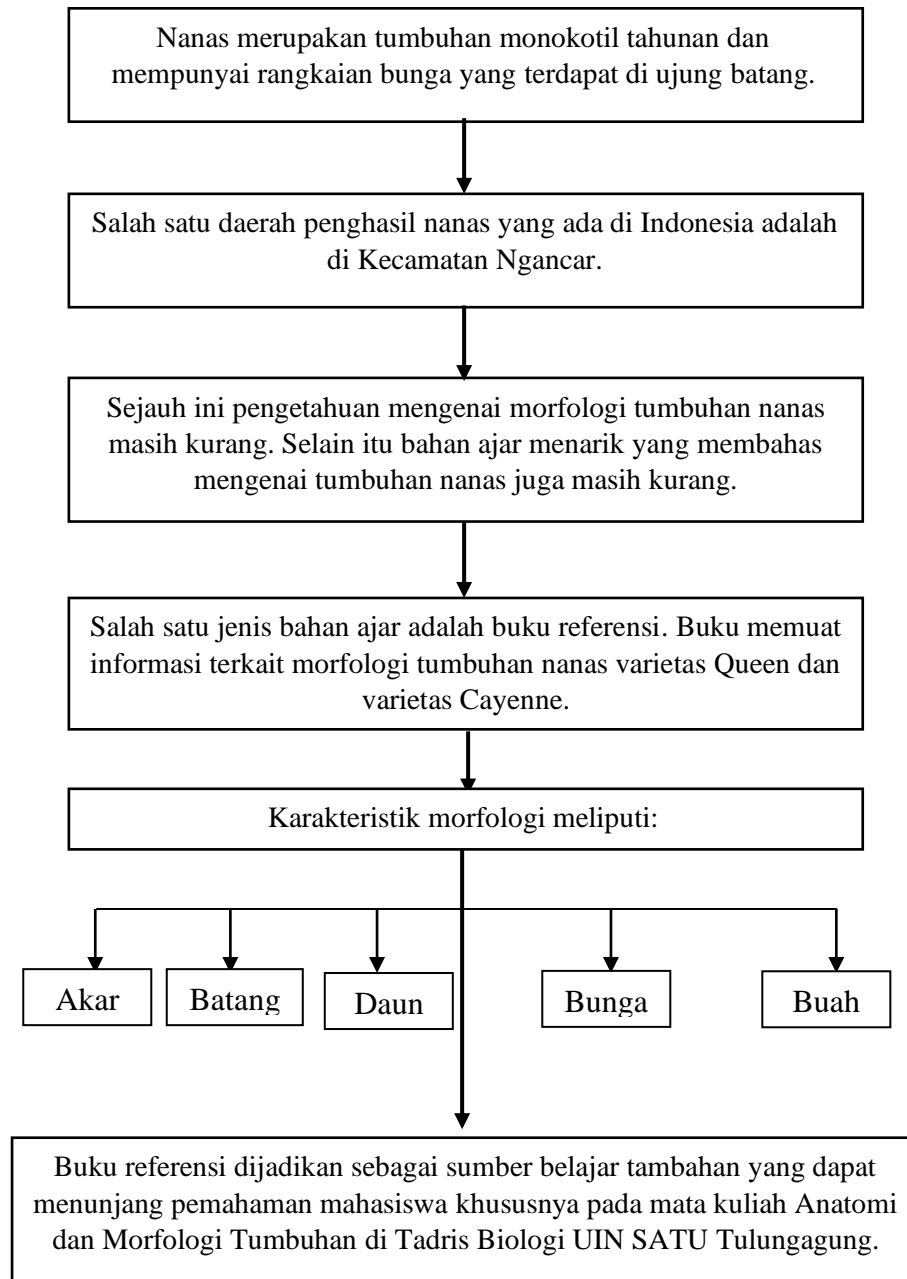 Nanas merupakan tumbuhan monokotil tahunan dan
mempunyai rangkaian bunga yang terdapat di ujung batang.
Salah satu daerah penghasil nanas yang ada di Indonesia adalah
di Kecamatan Ngancar.
Sejauh ini pengetahuan mengenai morfologi tumbuhan nanas
masih kurang. Selain itu bahan ajar menarik yang membahas
mengenai tumbuhan nanas juga masih kurang.
Salah satu jenis bahan ajar adalah buku referensi. Buku memuat
informasi terkait morfologi tumbuhan nanas varietas Queen dan
varietas Cayenne.
Karakteristik morfologi meliputi:
Akar
Batang
Daun
Bunga
Buah
Buku referensi dijadikan sebagai sumber belajar tambahan yang dapat
menunjang pemahaman mahasiswa khususnya pada mata kuliah Anatomi
dan Morfologi Tumbuhan di Tadris Biologi UIN SATU Tulungagung.